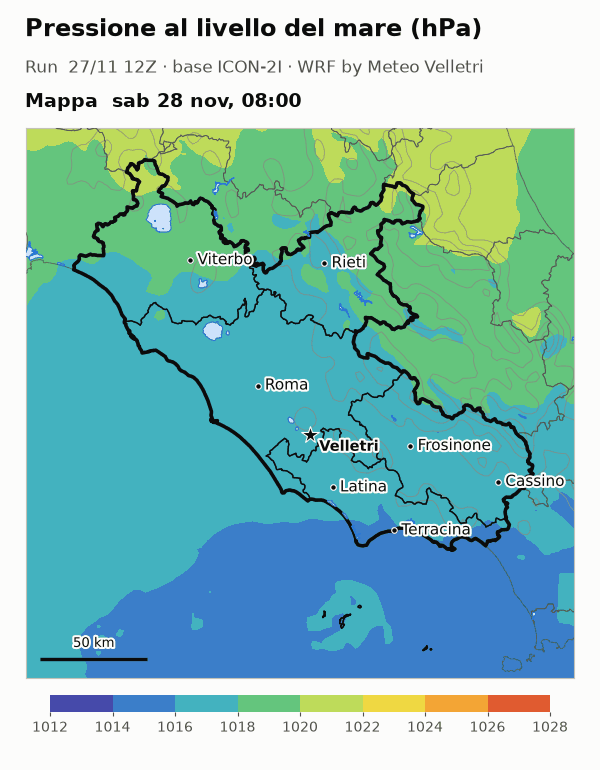 Pressione al livello del mare (hPa)
Run  27/11 12Z · base ICON-2I · WRF by Meteo Velletri
Mappa  sab 28 nov, 08:00
Viterbo
Rieti
Roma
Velletri
Frosinone
Cassino
Latina
Terracina
50 km
1012 1014 1016 1018 1020 1022 1024 1026 1028